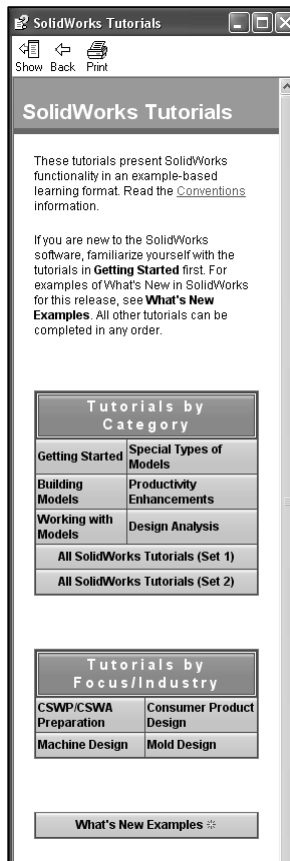 SolidWorks Tutorials
Show Back Print
SolidWorks Tutorials
These tutorials present SolidWorks
functionality in an example-based
learning format. Read the Conventions
information.
If you are new to the SolidWorks
software, familiarize yourself with the
tutorials in Getting Started first. For
examples of What's New in SolidWorks
for this release, see What's New
Examples. All other tutorials can be
completed in any order.
Tutorials by
Category
Getting Started
Special Types of
Models
Building
Models
Productivity
Enhancements
Working with
Models
Design Analysis
All SolidWorks Tutorials (Set 1)
All SolidWorks Tutorials (Set 2)
Tutorials by
Focus/Industry
CSWP/CSWA
Preparation
Consumer Product
Design
Machine Design
Mold Design
What's New Examples